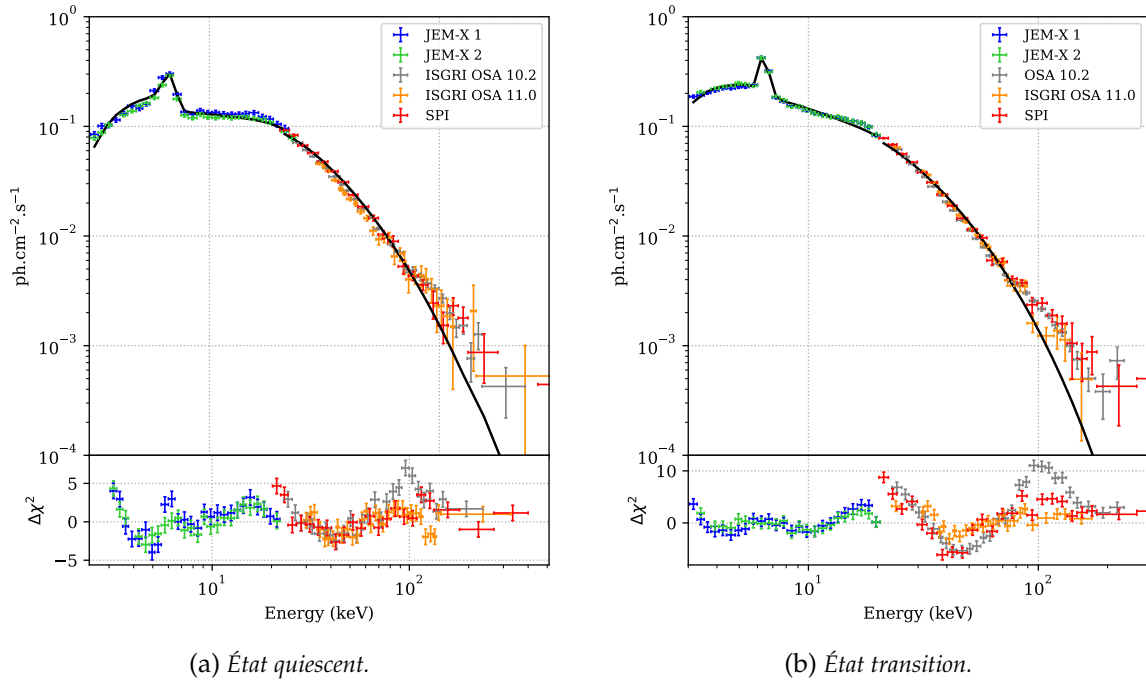 10^0
10^-1
10^-2
10^-3
10^-4
ph.cm^-2.s^-1
JEM-X 1
JEM-X 2
ISGRI OSA 10.2
ISGRI OSA 11.0
SPI
10
5
0
−5
Δχ^2
10^1
10^2
Energy (keV)
(a) État quiescent.
10^0
10^-1
10^-2
10^-3
10^-4
ph.cm^-2.s^-1
JEM-X 1
JEM-X 2
OSA 10.2
ISGRI OSA 11.0
SPI
10
0
Δχ^2
10^1
10^2
Energy (keV)
(b) État transition.